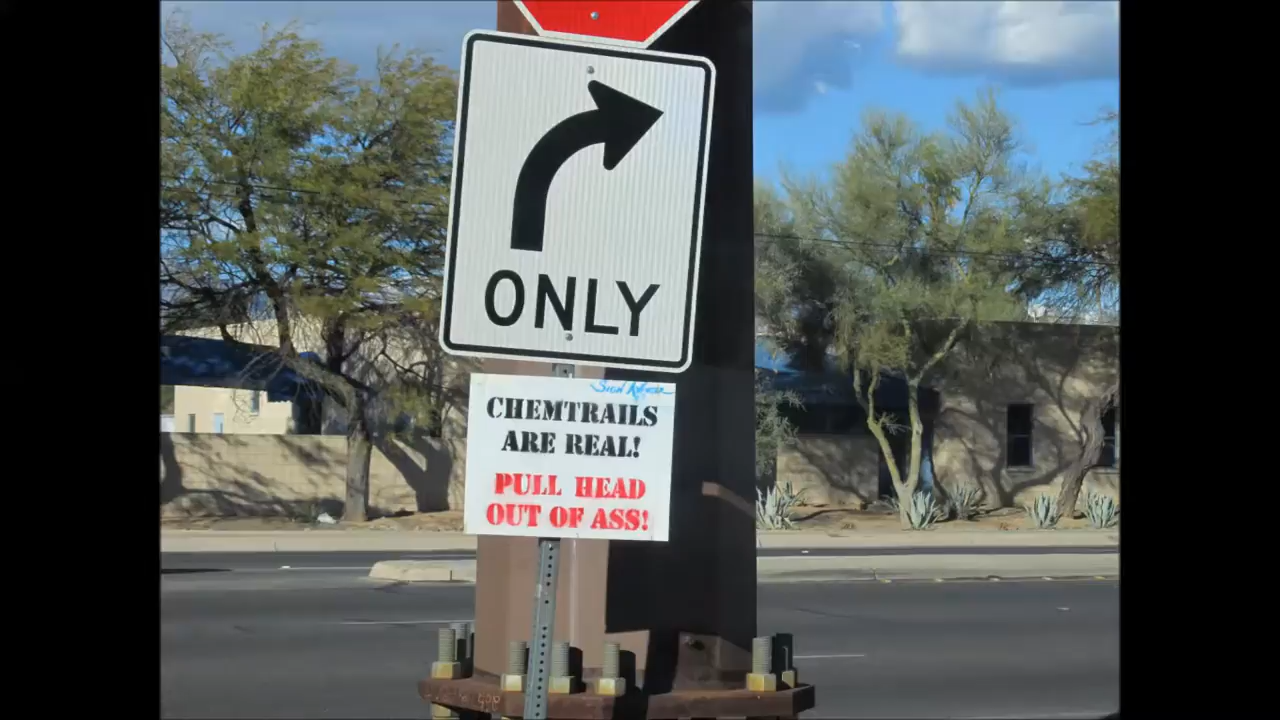 ONLY
CHEMTRAILS
ARE REAL!
PULL HEAD
OUT OF ASS!